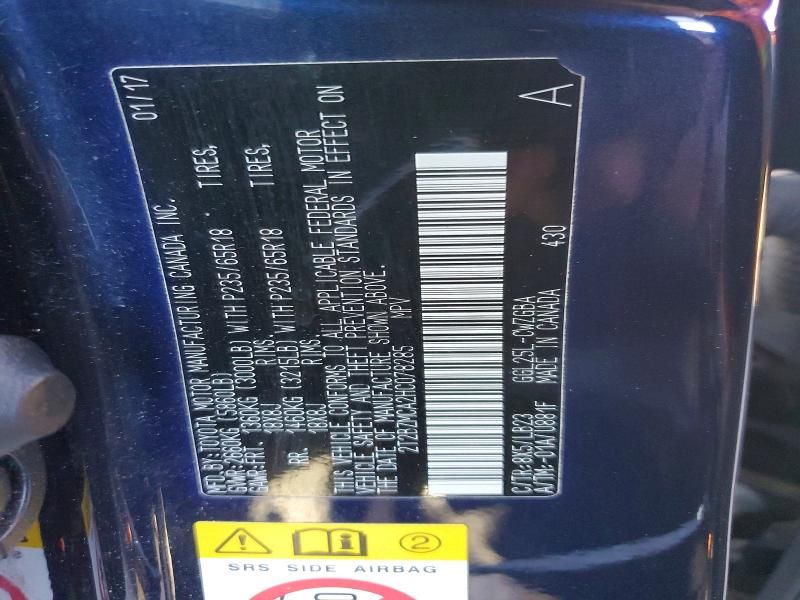 MFD. BY: TOYOTA MOTOR MANUFACTURING CANADA INC. 01/17
GVWR: 2660KG (5860LB)
GAWR: FRT. 1360KG (3000LB) WITH P235/65R18 TIRES,
18X8J RIMS,
RR 1460KG (3215LB) WITH P235/65R18 TIRES,
18X8J RIMS,
THIS VEHICLE CONFORMS TO ALL APPLICABLE FEDERAL MOTOR
VEHICLE SAFETY AND THEFT PREVENTION STANDARDS IN EFFECT ON
THE DATE OF MANUFACTURE SHOWN ABOVE.
2T2BZMCA2HC078285 MPV
C/TR: 8X5/LB23 GGL25L-CWZGBA
A/TM: -01A/U881F MADE IN CANADA 430
A
2
SRS SIDE AIRBAG